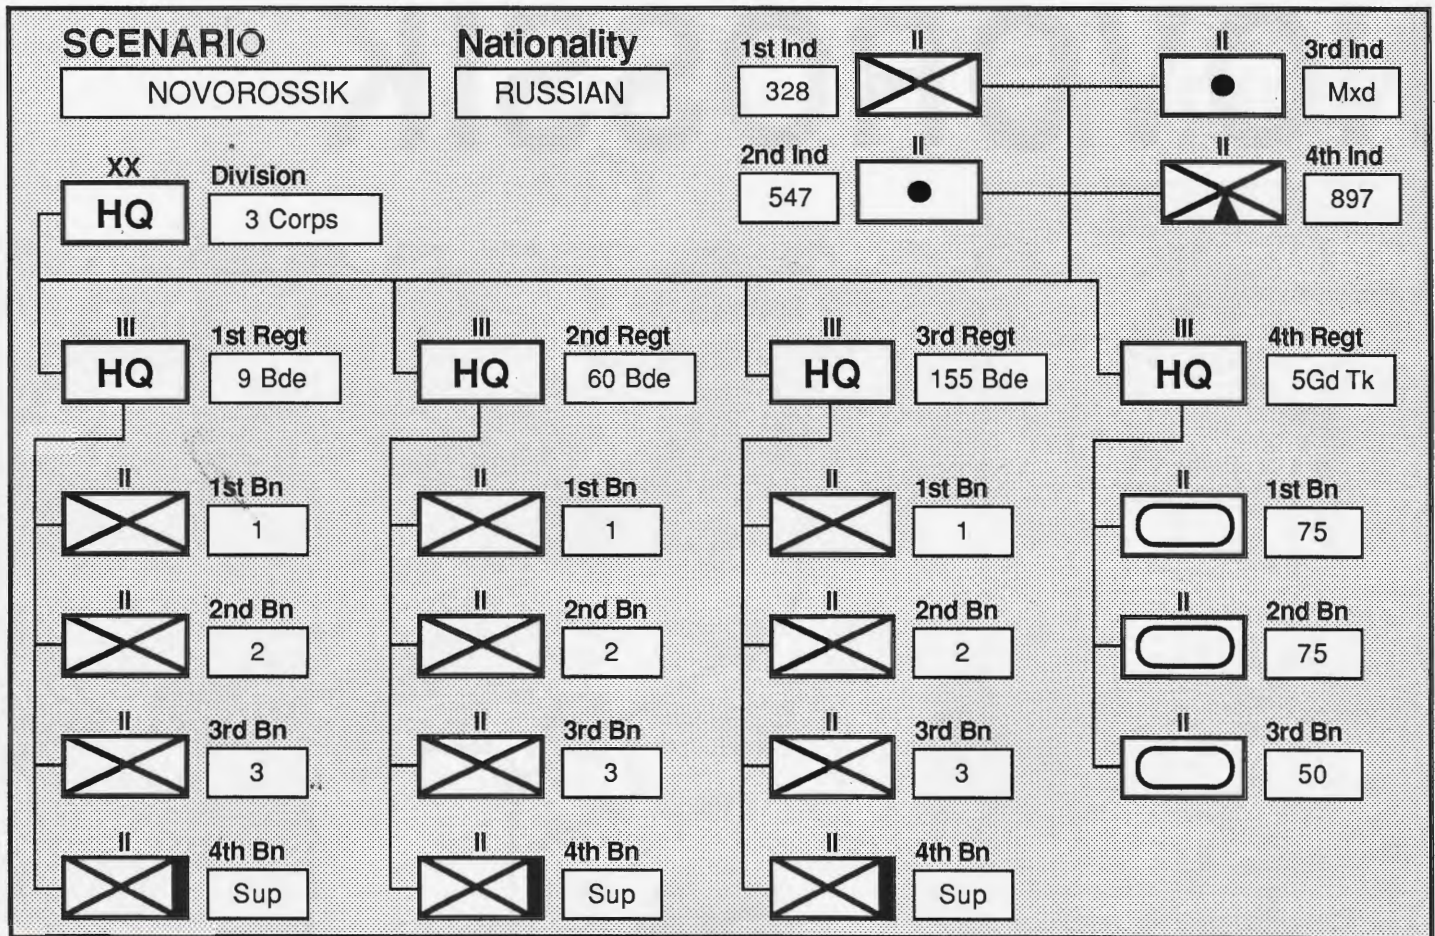 SCENARIO Nationality
NOVOROSSIK RUSSIAN
1st Ind II II 3rd Ind
328 Mxd
2nd Ind II II 4th Ind
547 897
XX Division
HQ 3 Corps
III 1st Regt III 2nd Regt III 3rd Regt III 4th Regt
HQ 9 Bde HQ 60 Bde HQ 155 Bde HQ 5Gd Tk
II 1st Bn II 1st Bn II 1st Bn II 1st Bn
1 1 1 75
II 2nd Bn II 2nd Bn II 2nd Bn II 2nd Bn
2 2 2 75
II 3rd Bn II 3rd Bn II 3rd Bn II 3rd Bn
3 3 3 50
II 4th Bn II 4th Bn II 4th Bn
Sup Sup Sup